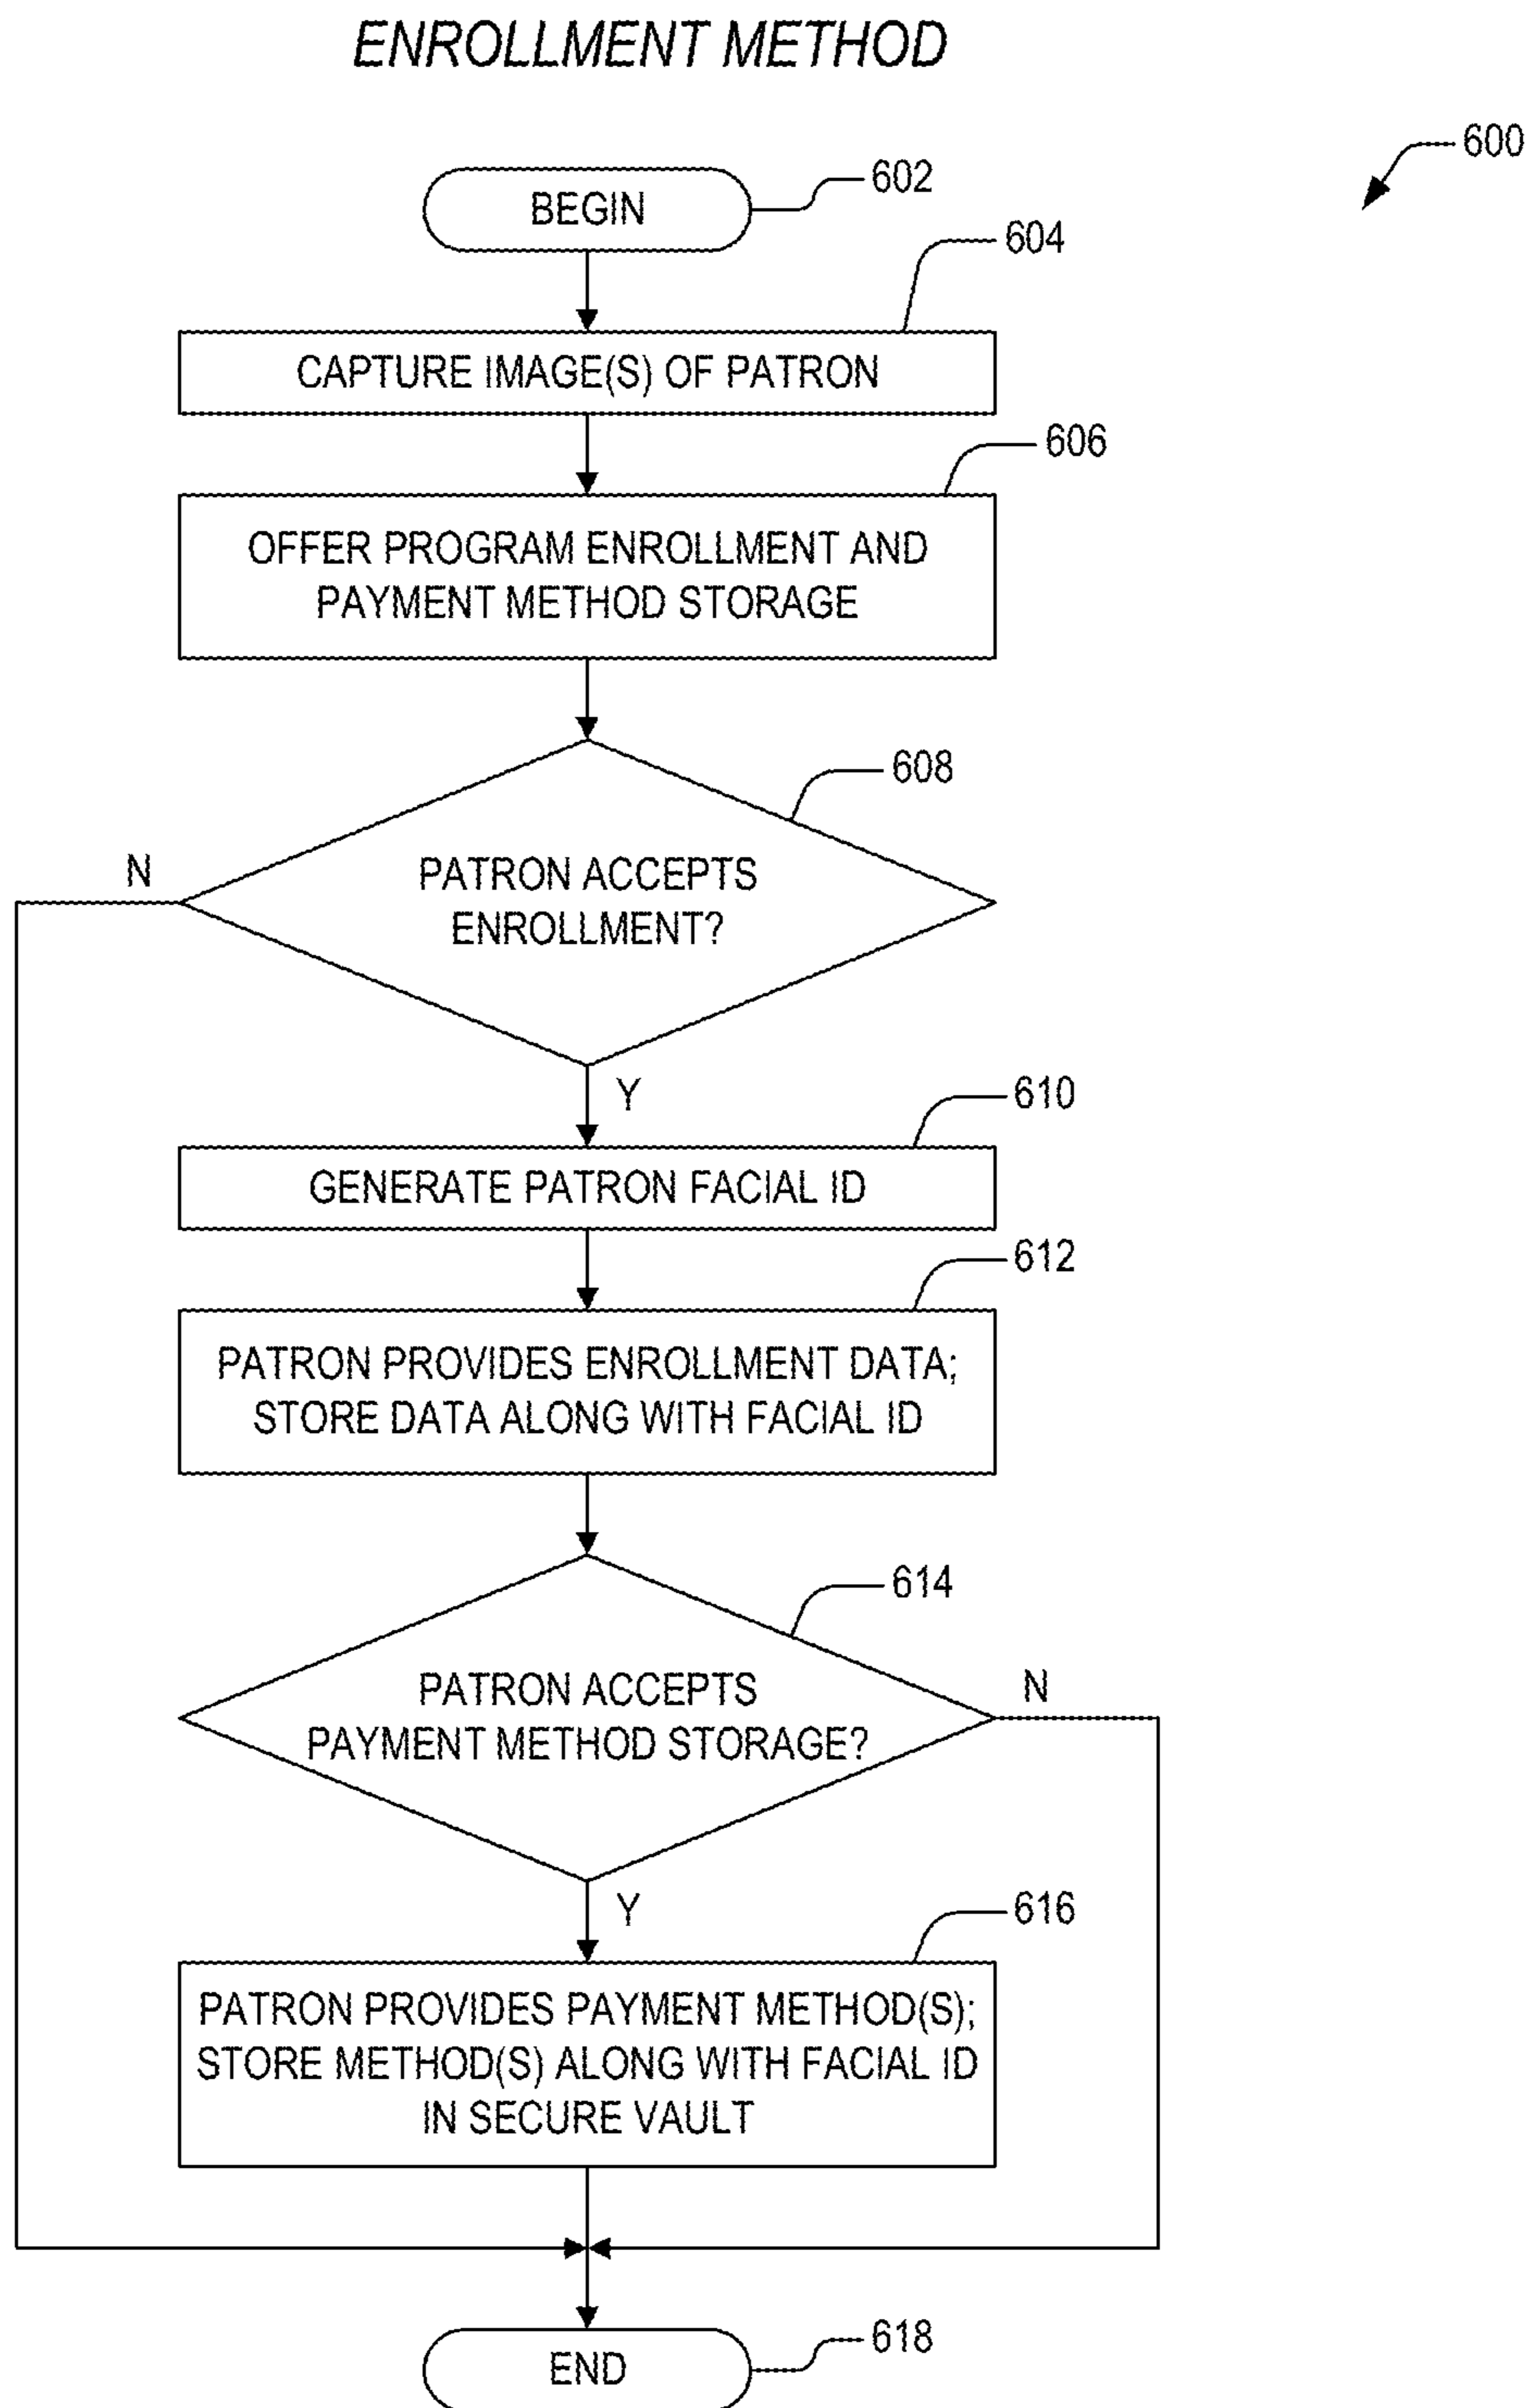 ENROLLMENT METHOD
600
BEGIN
602
604
CAPTURE IMAGE(S) OF PATRON
606
OFFER PROGRAM ENROLLMENT AND
PAYMENT METHOD STORAGE
608
N
PATRON ACCEPTS
ENROLLMENT?
Y
610
GENERATE PATRON FACIAL ID
612
PATRON PROVIDES ENROLLMENT DATA;
STORE DATA ALONG WITH FACIAL ID
614
PATRON ACCEPTS
PAYMENT METHOD STORAGE?
N
Y
616
PATRON PROVIDES PAYMENT METHOD(S);
STORE METHOD(S) ALONG WITH FACIAL ID
IN SECURE VAULT
618
END